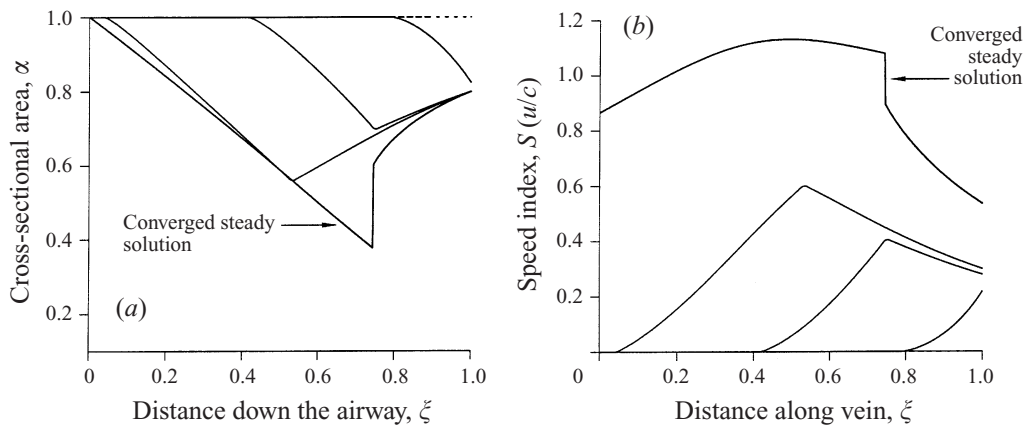 1.0
0.8
0.6
0.4
0.2
Cross-sectional area, α
Converged steady
solution
(a)
0
0.2
0.4
0.6
0.8
1.0
Distance down the airway, ξ
1.2
1.0
0.8
0.6
0.4
0.2
Speed index, S (u/c)
(b)
Converged
steady
solution
0
0.2
0.4
0.6
0.8
1.0
Distance along vein, ξ